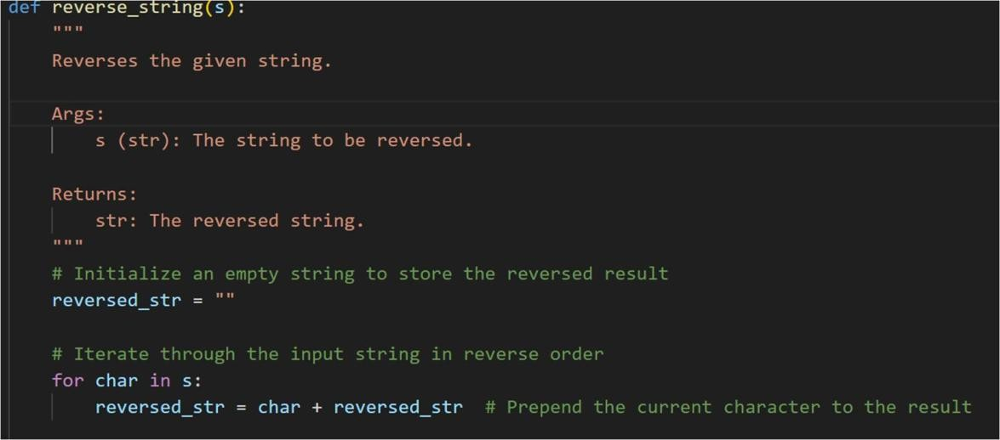 def reverse_string(s):
    """
    Reverses the given string.

    Args:
        s (str): The string to be reversed.

    Returns:
        str: The reversed string.
    """
    # Initialize an empty string to store the reversed result
    reversed_str = ""

    # Iterate through the input string in reverse order
    for char in s:
        reversed_str = char + reversed_str  # Prepend the current character to the result